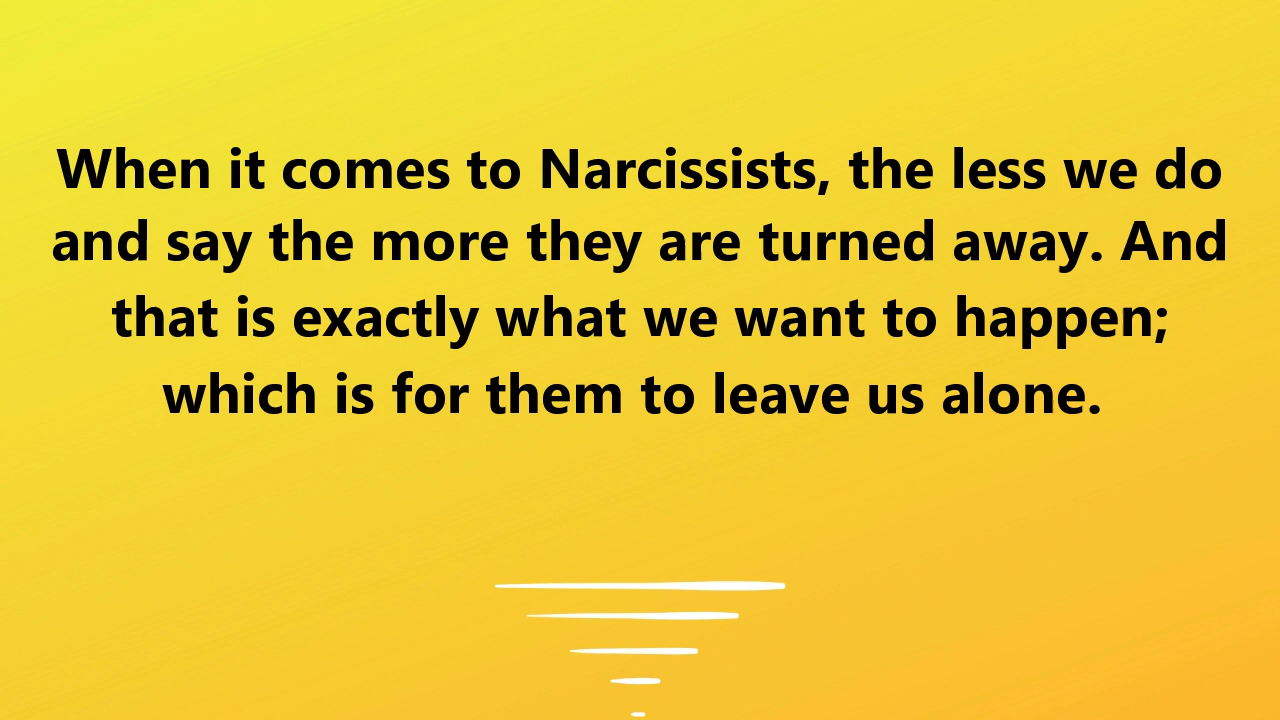 When it comes to Narcissists, the less we do
and say the more they are turned away. And
that is exactly what we want to happen;
which is for them to leave us alone.